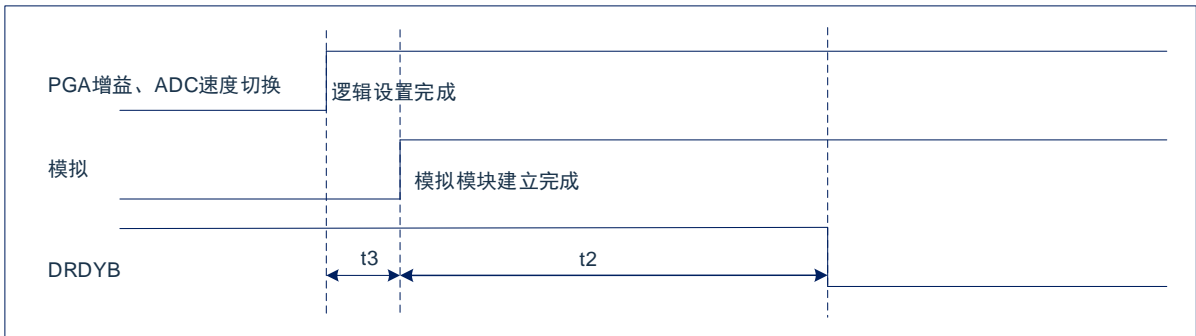 PGA增益、ADC速度切换
逻辑设置完成
模拟
模拟模块建立完成
DRDYB
t3
t2